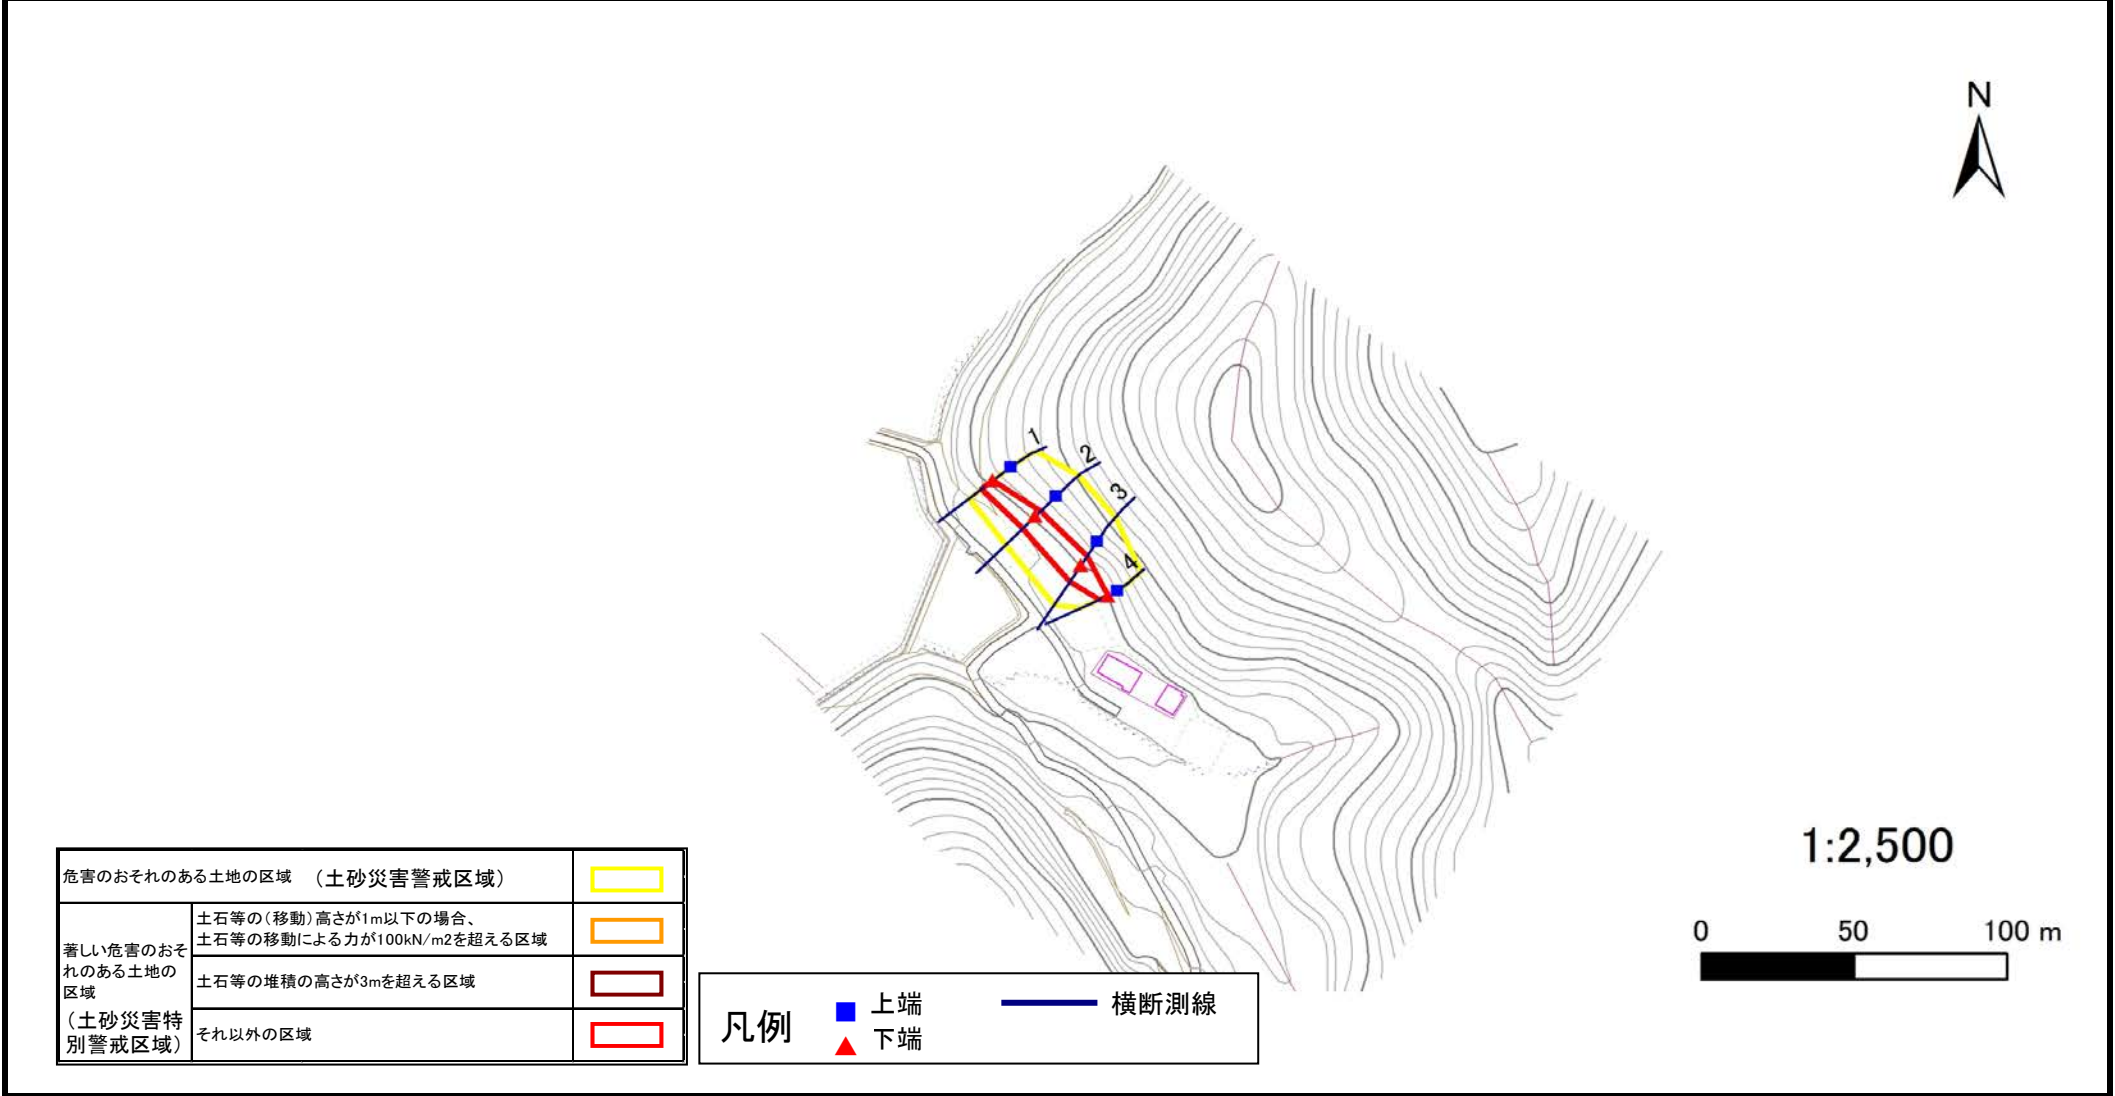 N
1
2
3
4
1:2,500
0 50 100 m
危害のおそれのある土地の区域 （土砂災害警戒区域）
著しい危害のおそ
れのある土地の
区域
（土砂災害特
別警戒区域）
土石等の（移動）高さが1m以下の場合、
土石等の移動による力が100kN/m2を超える区域
土石等の堆積の高さが3mを超える区域
それ以外の区域
凡例
上端
下端
横断測線